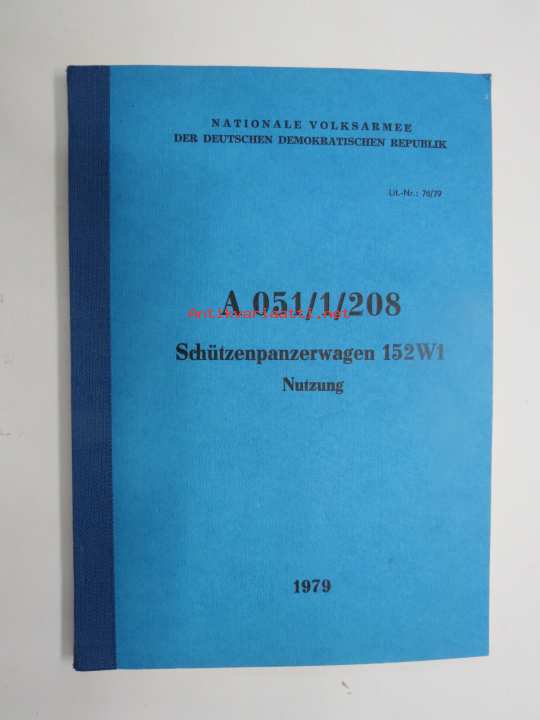 NATIONALE VOLKSARMEE
DER DEUTSCHEN DEMOKRATISCHEN REPUBLIK
Lit.-Nr.: 76/79
A 051/1/208
Antikvariaatti.net
Schützenpanzerwagen 152W1
Nutzung
1979